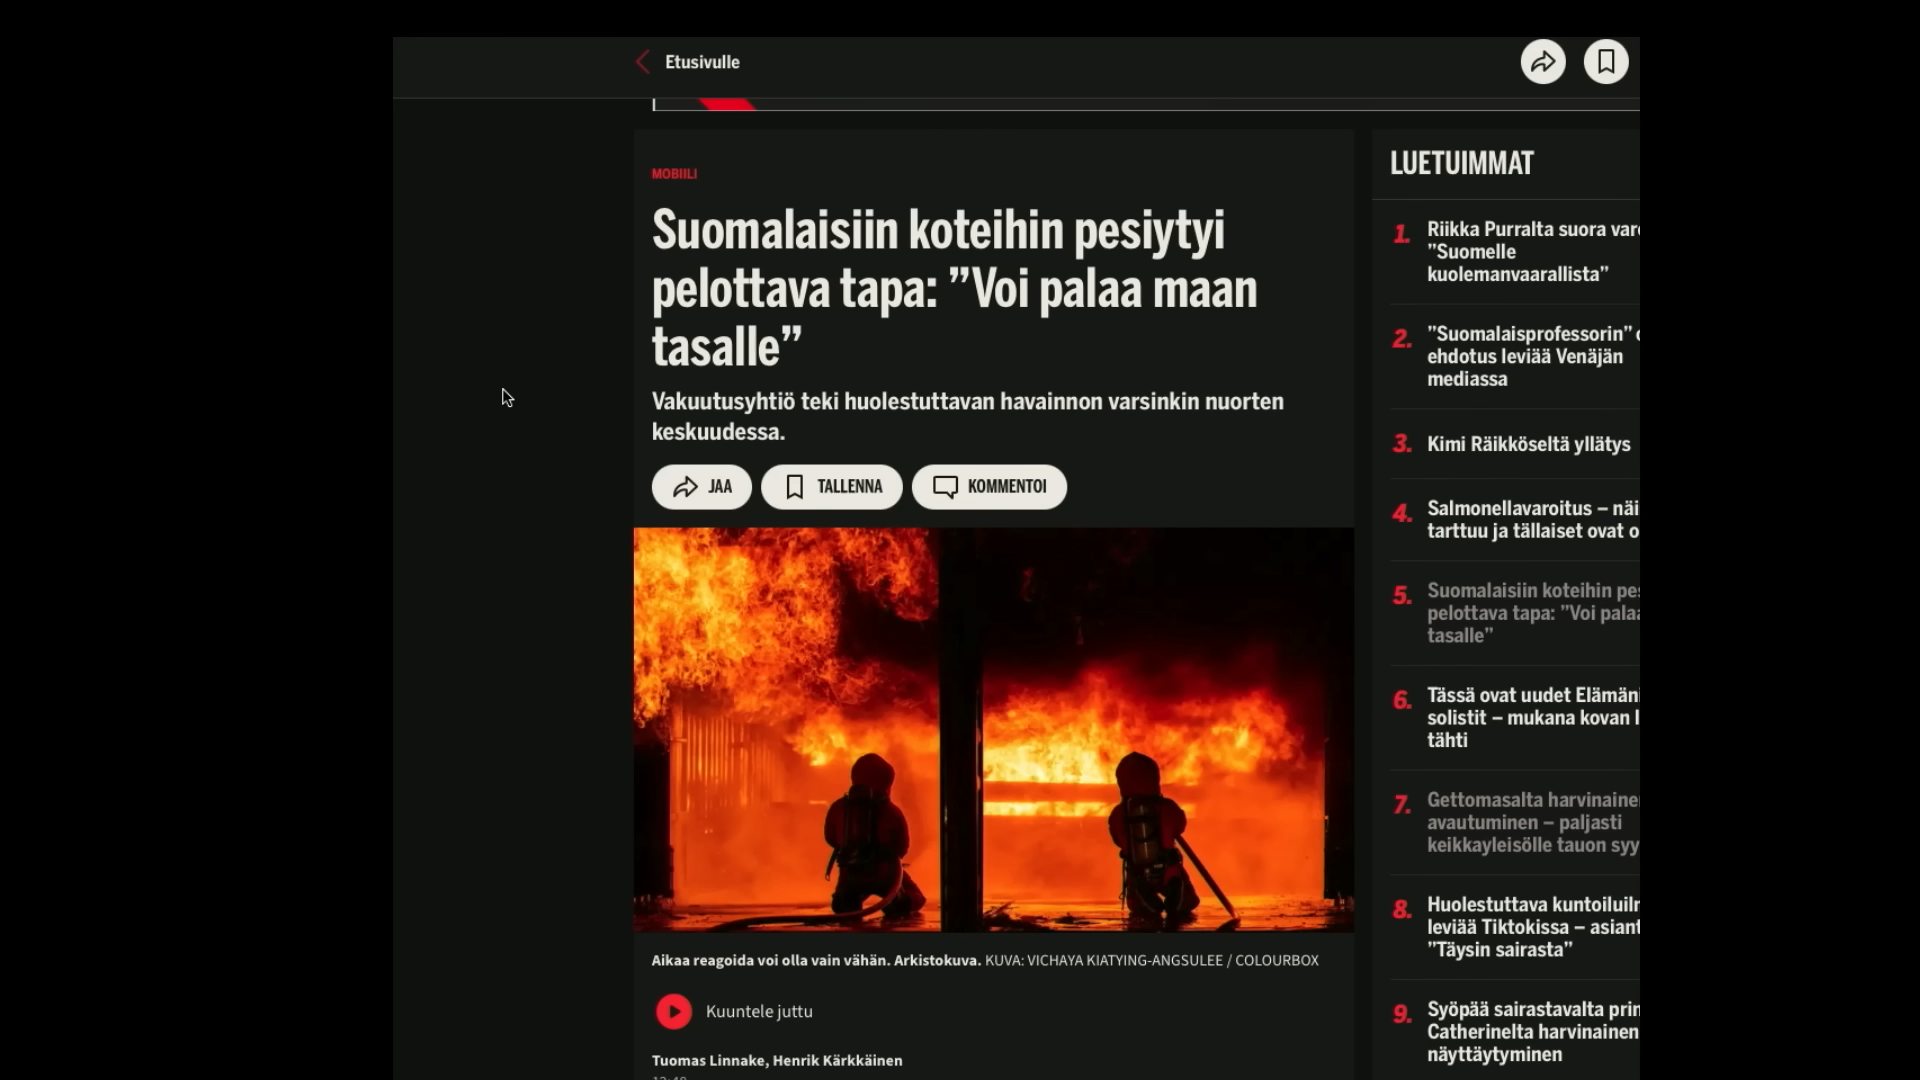 Etusivulle
MOBIILI
Suomalaisiin koteihin pesiytyi
pelottava tapa: ”Voi palaa maan
tasalle”
Vakuutusyhtiö teki huolestuttavan havainnon varsinkin nuorten
keskuudessa.
JAA
TALLENNA
KOMMENTOI
Aikaa reagoida voi olla vain vähän. Arkistokuva. KUVA: VICHAYA KIATYING-ANGSULEE / COLOURBOX
Kuuntele juttu
Tuomas Linnake, Henrik Kärkkäinen
LUETUIMMAT
1. Riikka Purralta suora
”Suomelle
kuolemanvaarallista”
2. ”Suomalaisprofessorin”
ehdotus leviää Venäjän
mediassa
3. Kimi Räikköseltä yllätys
4. Salmonellavaroitus – näi
tarttuu ja tällaiset ovat
5. Suomalaisiin koteihin
pelottava tapa: ”Voi
tasalle”
6. Tässä ovat uudet
solistit – mukana kovan
tähti
7. Gettomasalta
avautuminen – paljasti
keikkayleisölle tauon
8. Huolestuttava
leviää Tiktokissa –
”Täysin sairasta”
9. Syöpää sairastavalta
Catherinelta harvinainen
näyttäytyminen